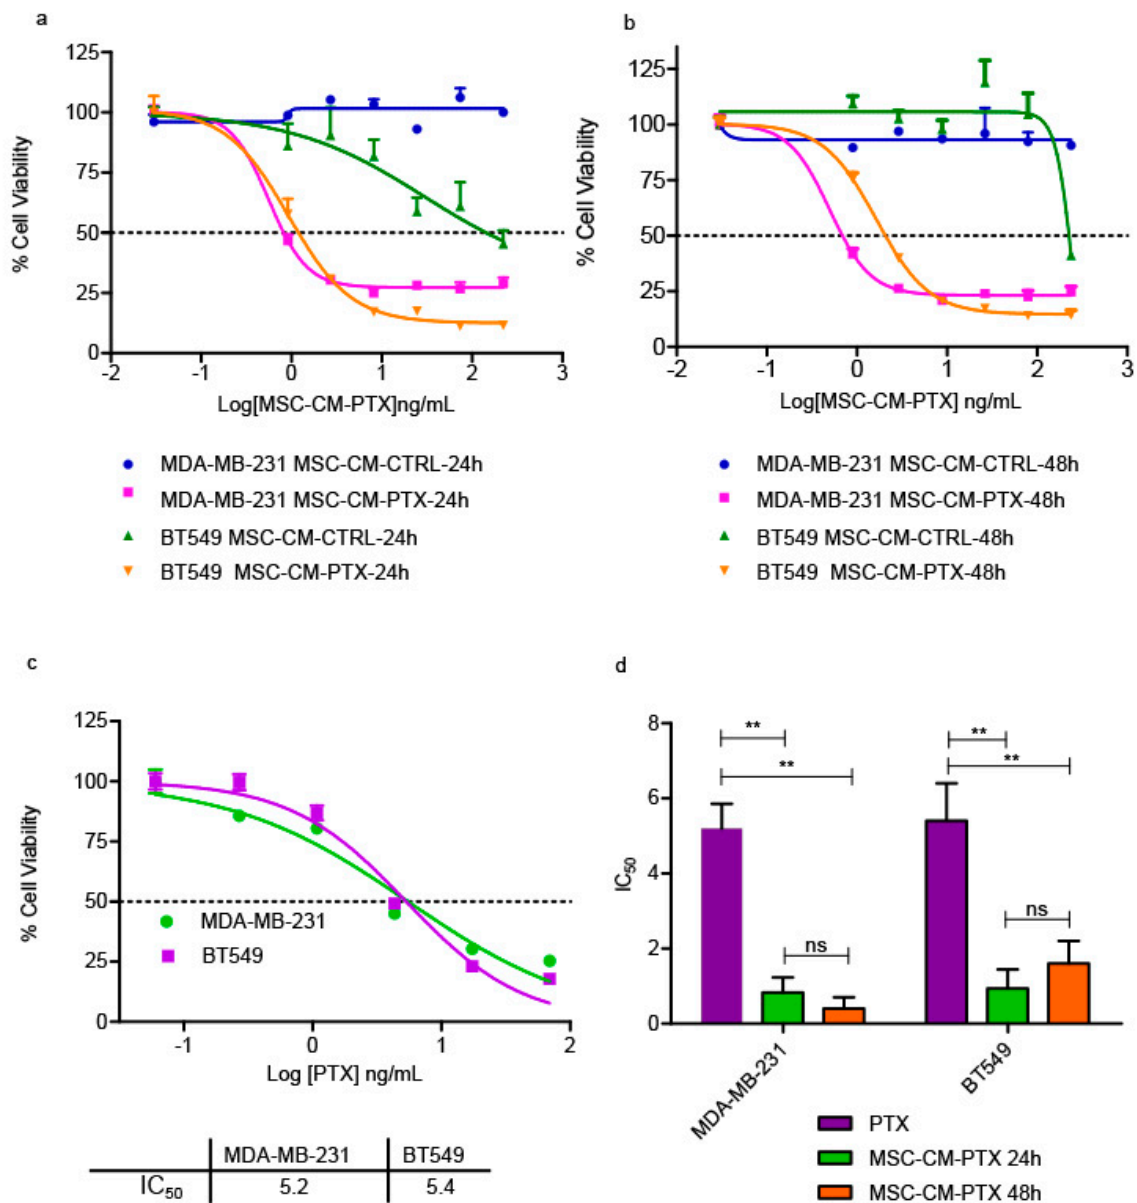 a
125
100
75
50
25
0
% Cell Viability
-2 -1 0 1 2 3
Log[MSC-CM-PTX]ng/mL
MDA-MB-231 MSC-CM-CTRL-24h
MDA-MB-231 MSC-CM-PTX-24h
BT549 MSC-CM-CTRL-24h
BT549 MSC-CM-PTX-24h
b
125
100
75
50
25
0
% Cell Viability
-2 -1 0 1 2 3
Log[MSC-CM-PTX] ng/mL
MDA-MB-231 MSC-CM-CTRL-48h
MDA-MB-231 MSC-CM-PTX-48h
BT549 MSC-CM-CTRL-48h
BT549 MSC-CM-PTX-48h
c
125
100
75
50
25
0
% Cell Viability
MDA-MB-231
BT549
-1 0 1 2
Log [PTX] ng/mL
MDA-MB-231 BT549
IC50 5.2 5.4
d
8
6
4
2
0
IC50
** **
** **
ns ns
MDA-MB-231 BT549
PTX
MSC-CM-PTX 24h
MSC-CM-PTX 48h